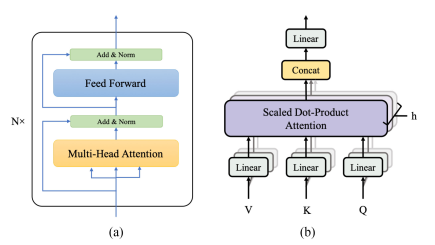 Add & Norm
Feed Forward
N×
Add & Norm
Multi-Head Attention
(a)
Linear
Concat
Scaled Dot-Product
Attention
h
Linear
Linear
Linear
V
K
Q
(b)